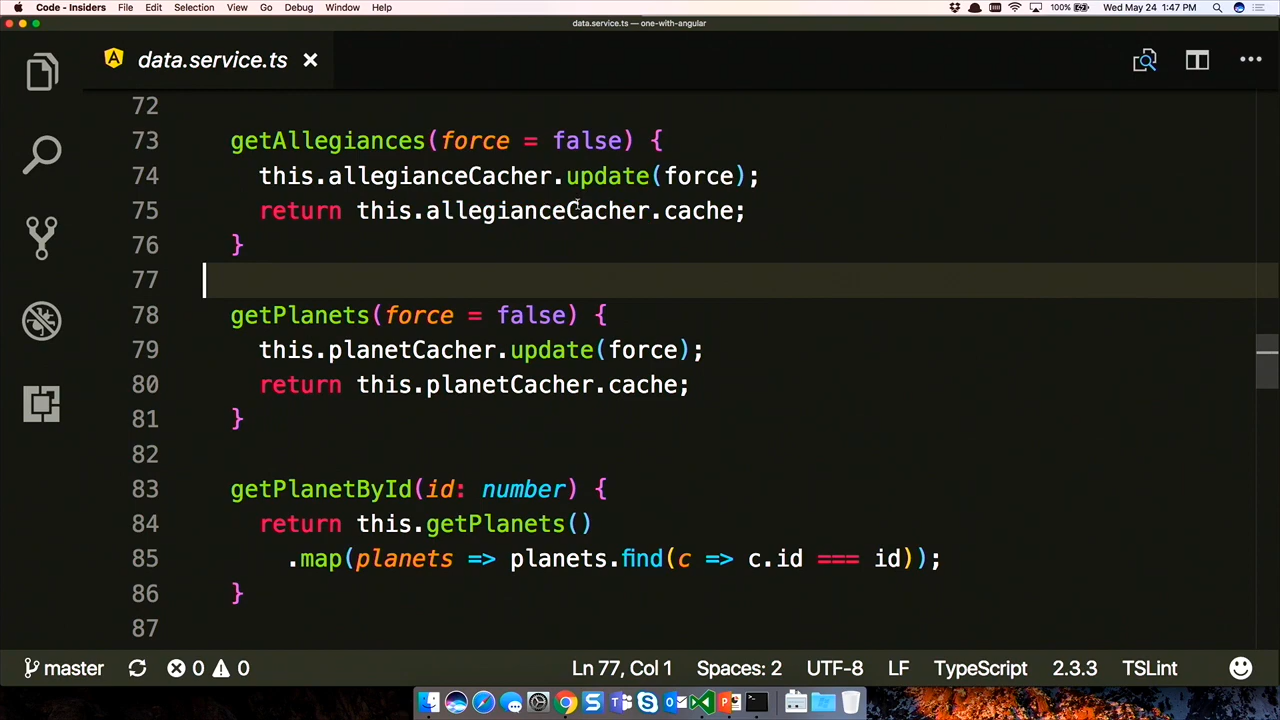 Code - Insiders File Edit Selection View Go Debug Window Help 100% Wed May 24 1:47 PM
data.service.ts — one-with-angular
data.service.ts
72
73 getAllegiances(force = false) {
74 this.allegianceCacher.update(force);
75 return this.allegianceCacher.cache;
76 }
77
78 getPlanets(force = false) {
79 this.planetCacher.update(force);
80 return this.planetCacher.cache;
81 }
82
83 getPlanetById(id: number) {
84 return this.getPlanets()
85 .map(planets => planets.find(c => c.id === id));
86 }
87
master 0 0 Ln 77, Col 1 Spaces: 2 UTF-8 LF TypeScript 2.3.3 TSLint